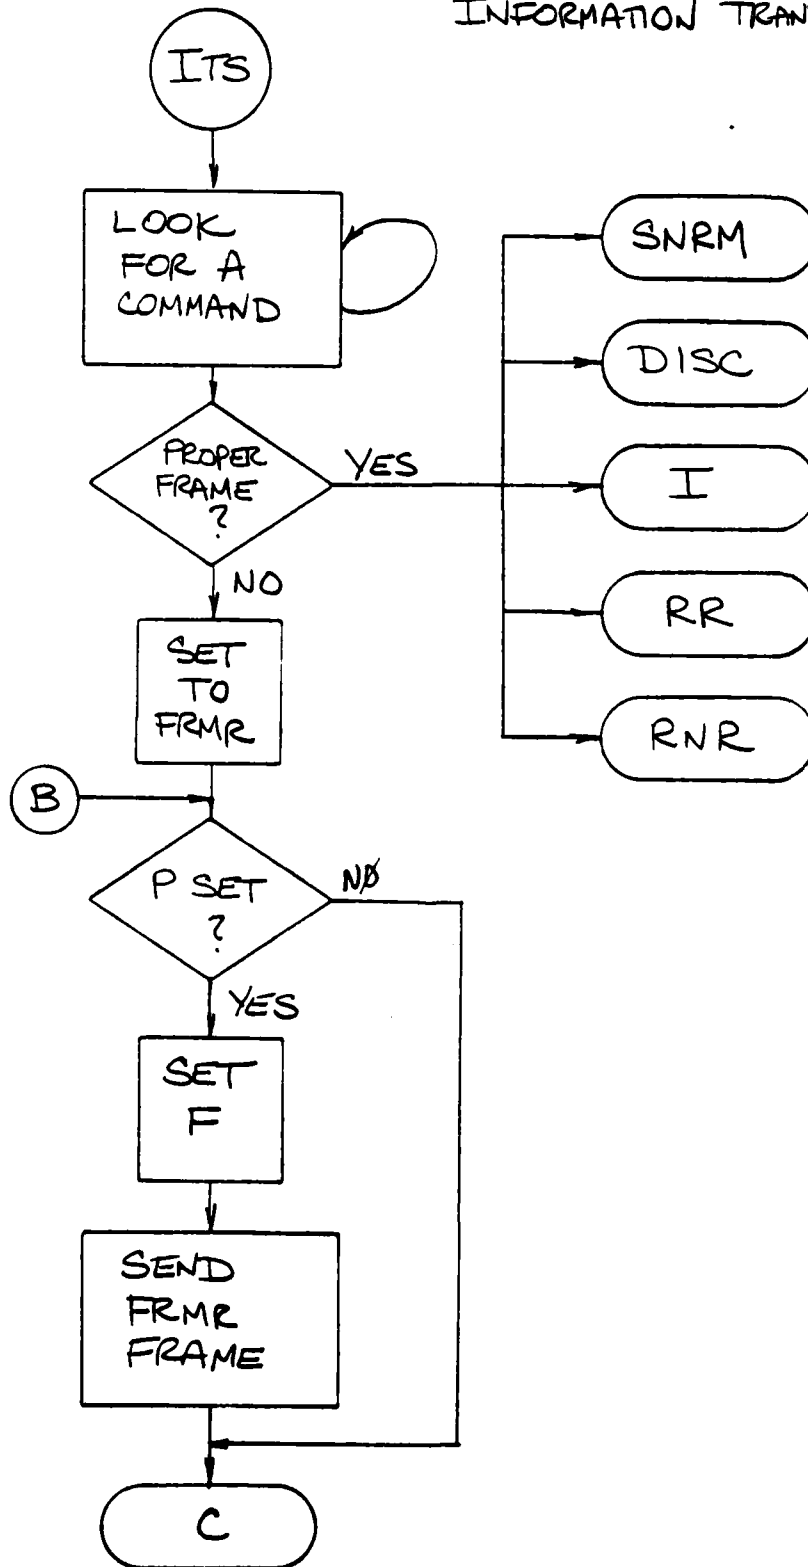 INFORMATION TRAN
ITS
LOOK
FOR A
COMMAND
PROPER
FRAME
?
YES
NO
SNRM
DISC
I
RR
RNR
SET
TO
FRMR
B
P SET
?
NØ
YES
SET
F
SEND
FRMR
FRAME
C